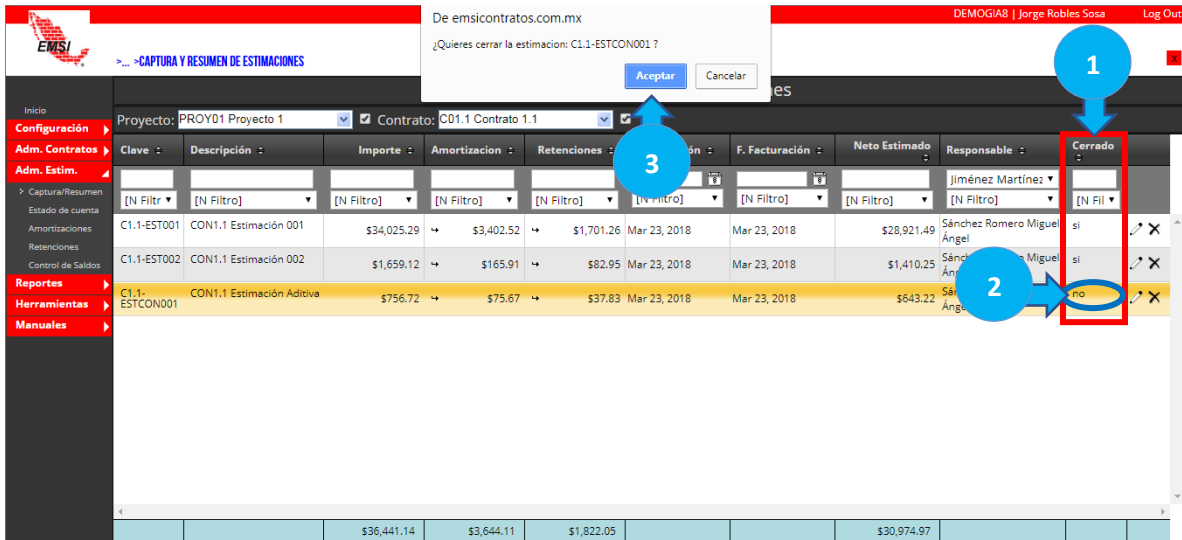 DEMOGIA8 | Jorge Robles Sosa Log Out
EMSI
>... >CAPTURA Y RESUMEN DE ESTIMACIONES
De emsicontratos.com.mx
¿Quieres cerrar la estimacion: C1.1-ESTCON001 ?
Aceptar Cancelar
x
1
nes
Inicio
Configuración
Adm. Contratos
Adm. Estim.
> Captura/Resumen
Estado de cuenta
Amortizaciones
Retenciones
Control de Saldos
Reportes
Herramientas
Manuales
Proyecto: PROY01 Proyecto 1 Contrato: C01.1 Contrato 1.1
3
Clave Descripción Importe Amortizacion Retenciones ón F. Facturación Neto Estimado Responsable Cerrado
Jiménez Martínez
[N Filtr [N Filtro] [N Filtro] [N Filtro] [N Filtro] [N Filtro] [N Filtro] [N Filtro] [N Filtro] [N Fil
C1.1-EST001 CON1.1 Estimación 001 $34,025.29 $3,402.52 $1,701.26 Mar 23, 2018 Mar 23, 2018 $28,921.49 Sánchez Romero Miguel si
Ángel
C1.1-EST002 CON1.1 Estimación 002 $1,659.12 $165.91 $82.95 Mar 23, 2018 Mar 23, 2018 $1,410.25 Sánc Miguel si
Áng
C1.1- CON1.1 Estimación Aditiva $756.72 $75.67 $37.83 Mar 23, 2018 Mar 23, 2018 $643.22 Sán no
ESTCON001 Ánge
2
$36,441.14 $3,644.11 $1,822.05 $30,974.97